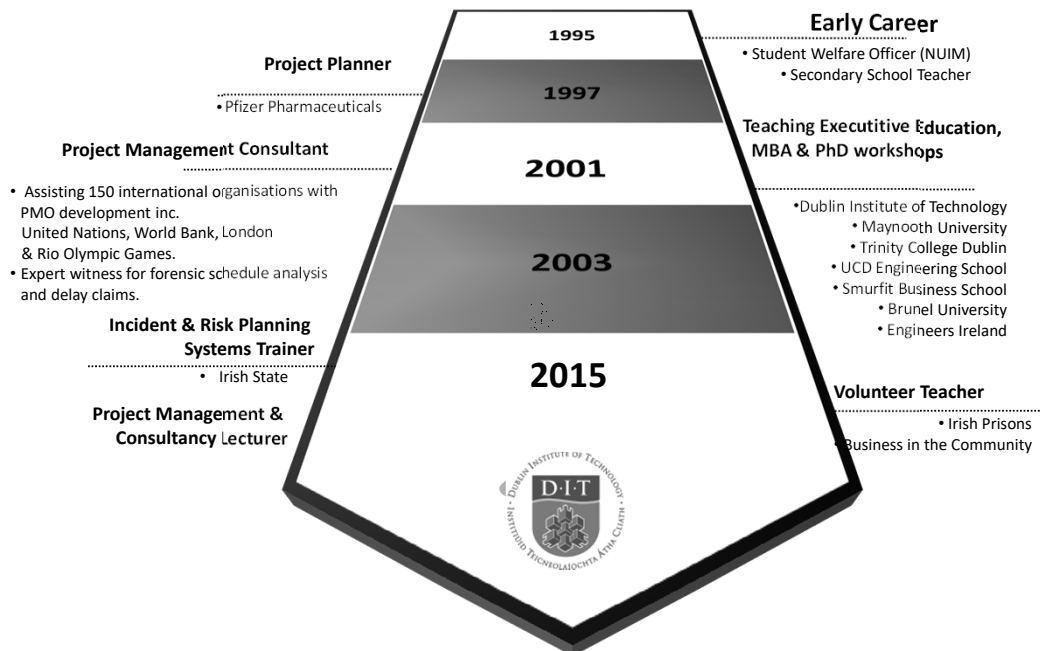 1995
1997
2001
2003
2015
Early Career
• Student Welfare Officer (NUIM)
• Secondary School Teacher
Project Planner
• Pfizer Pharmaceuticals
Teaching Executitive Education,
MBA & PhD workshops
•Dublin Institute of Technology
• Maynooth University
• Trinity College Dublin
• UCD Engineering School
• Smurfit Business School
• Brunel University
• Engineers Ireland
Project Management Consultant
• Assisting 150 international organisations with
PMO development inc.
United Nations, World Bank, London
& Rio Olympic Games.
• Expert witness for forensic schedule analysis
and delay claims.
Incident & Risk Planning
Systems Trainer
• Irish State
Project Management &
Consultancy Lecturer
Volunteer Teacher
• Irish Prisons
• Business in the Community
DUBLIN INSTITUTE OF TECHNOLOGY
D·I·T
INSTITIÚID TEICNEOLAÍOCHTA ÁTHA CLIATH